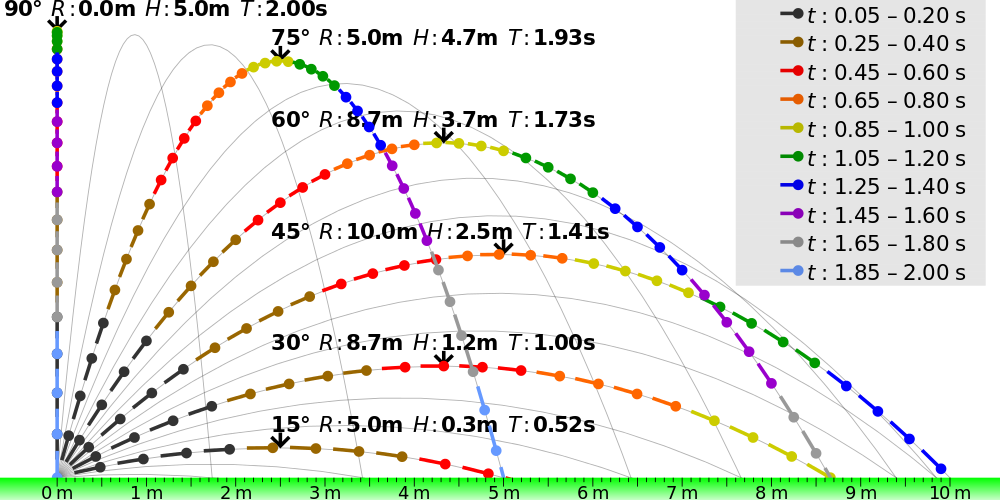 90° R: 0.0m H: 5.0m T: 2.00s
75° R: 5.0m H: 4.7m T: 1.93s
60° R: 8.7m H: 3.7m T: 1.73s
45° R: 10.0m H: 2.5m T: 1.41s
30° R: 8.7m H: 1.2m T: 1.00s
15° R: 5.0m H: 0.3m T: 0.52s
t : 0.05 – 0.20 s
t : 0.25 – 0.40 s
t : 0.45 – 0.60 s
t : 0.65 – 0.80 s
t : 0.85 – 1.00 s
t : 1.05 – 1.20 s
t : 1.25 – 1.40 s
t : 1.45 – 1.60 s
t : 1.65 – 1.80 s
t : 1.85 – 2.00 s
0 m 1 m 2 m 3 m 4 m 5 m 6 m 7 m 8 m 9 m 10 m